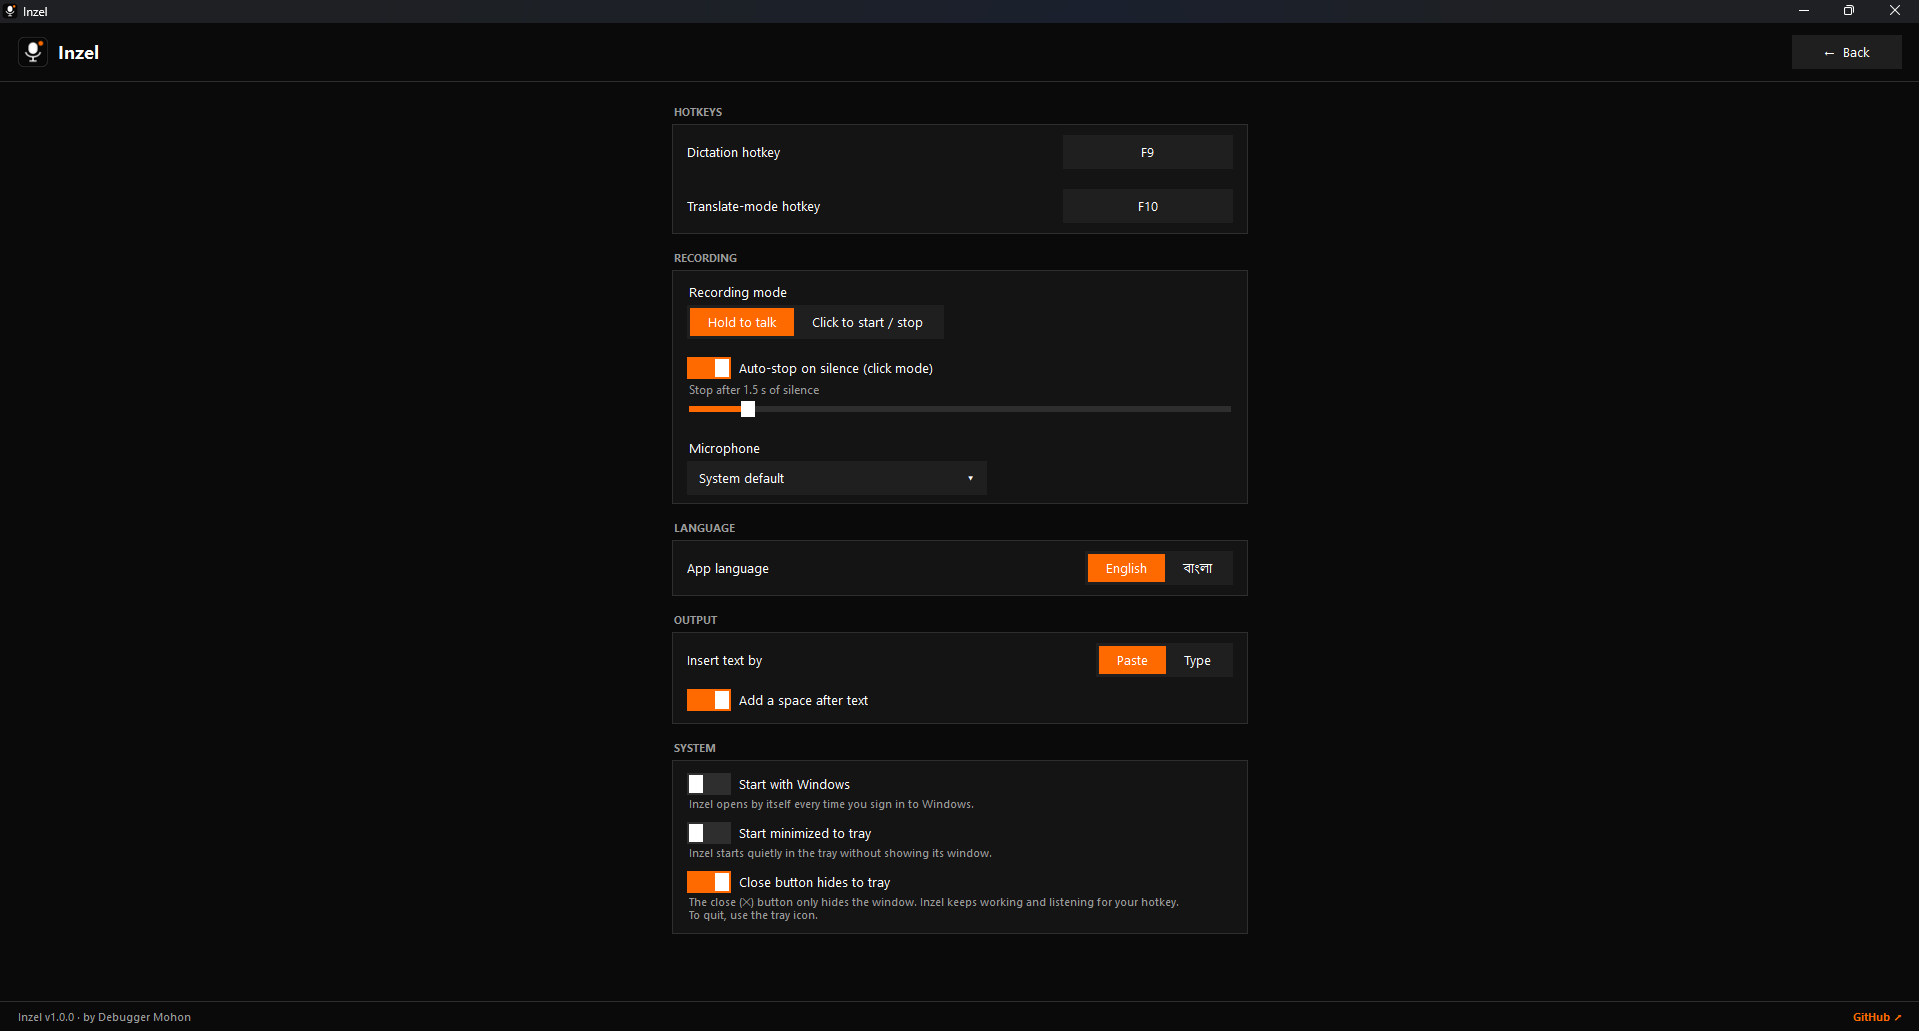 Inzel
Inzel
← Back
HOTKEYS
Dictation hotkey
F9
Translate-mode hotkey
F10
RECORDING
Recording mode
Hold to talk
Click to start / stop
Auto-stop on silence (click mode)
Stop after 1.5 s of silence
Microphone
System default
LANGUAGE
App language
English
বাংলা
OUTPUT
Insert text by
Paste
Type
Add a space after text
SYSTEM
Start with Windows
Inzel opens by itself every time you sign in to Windows.
Start minimized to tray
Inzel starts quietly in the tray without showing its window.
Close button hides to tray
The close (✕) button only hides the window. Inzel keeps working and listening for your hotkey.
To quit, use the tray icon.
Inzel v1.0.0 · by Debugger Mohon
GitHub ↗